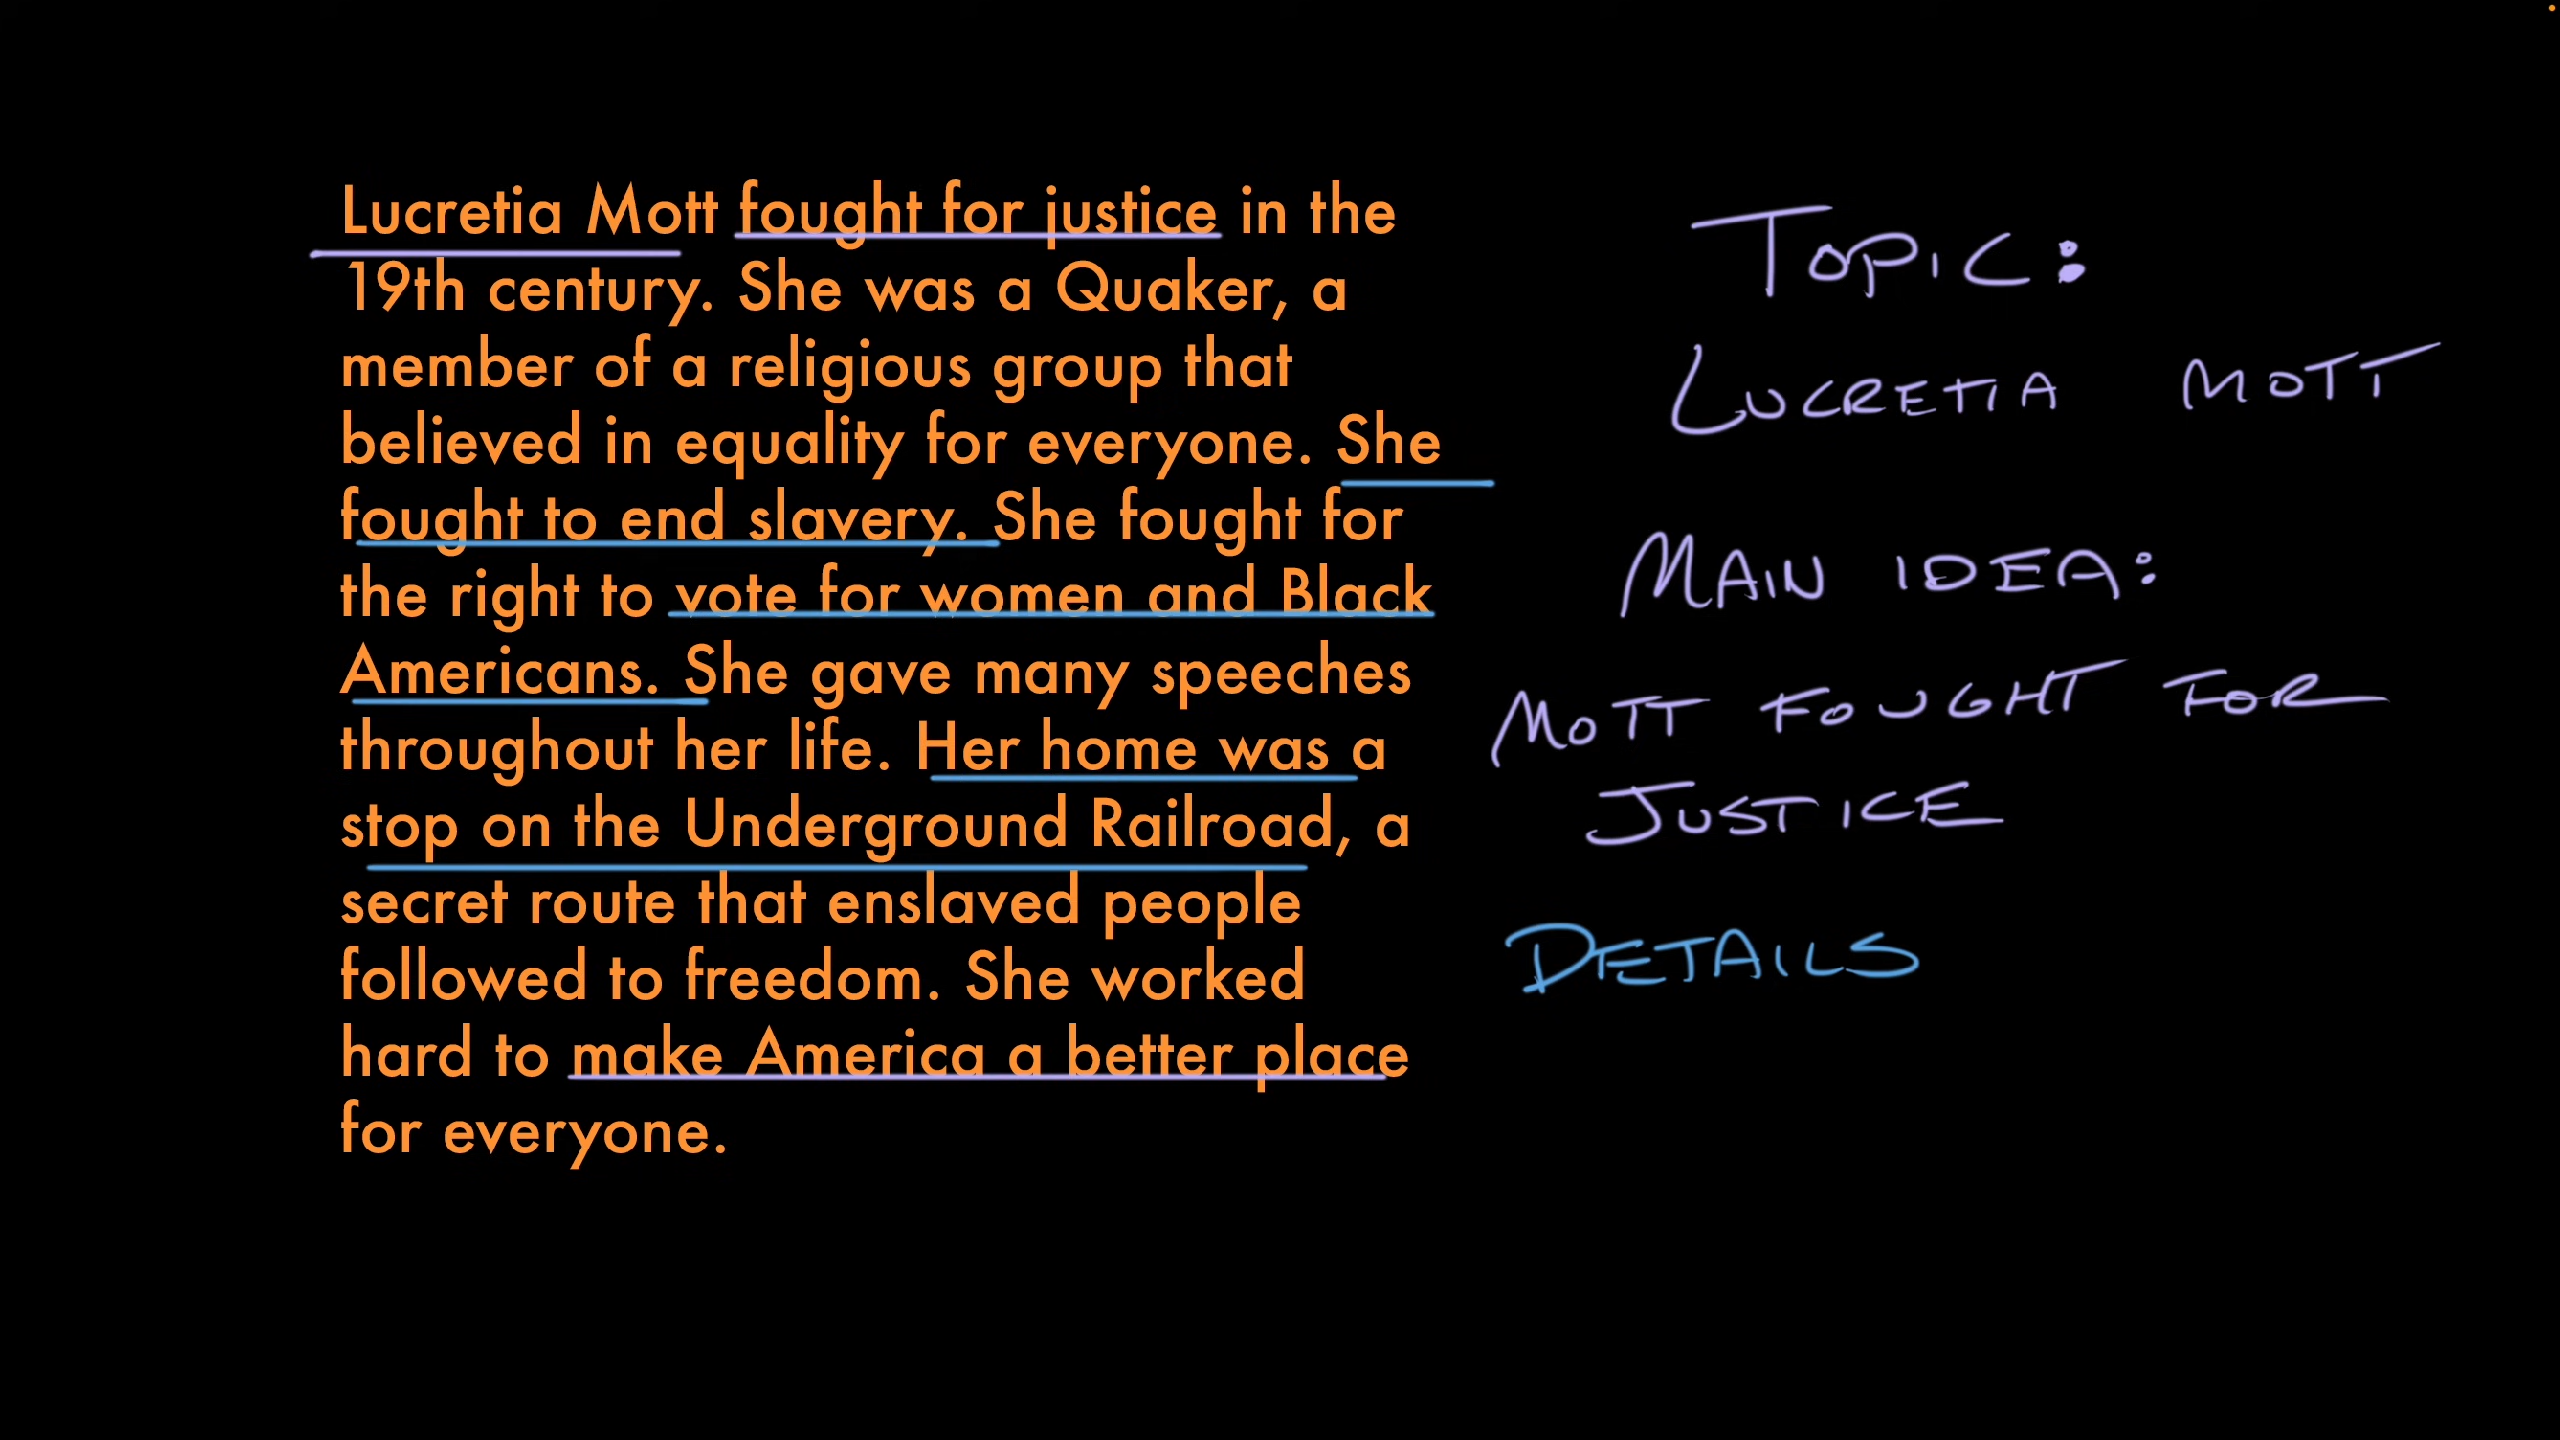 Lucretia Mott fought for justice in the
19th century. She was a Quaker, a
member of a religious group that
believed in equality for everyone. She
fought to end slavery. She fought for
the right to vote for women and Black
Americans. She gave many speeches
throughout her life. Her home was a
stop on the Underground Railroad, a
secret route that enslaved people
followed to freedom. She worked
hard to make America a better place
for everyone.
TOPIC:
LUCRETIA MOTT
MAIN IDEA:
MOTT FOUGHT FOR
JUSTICE
DETAILS